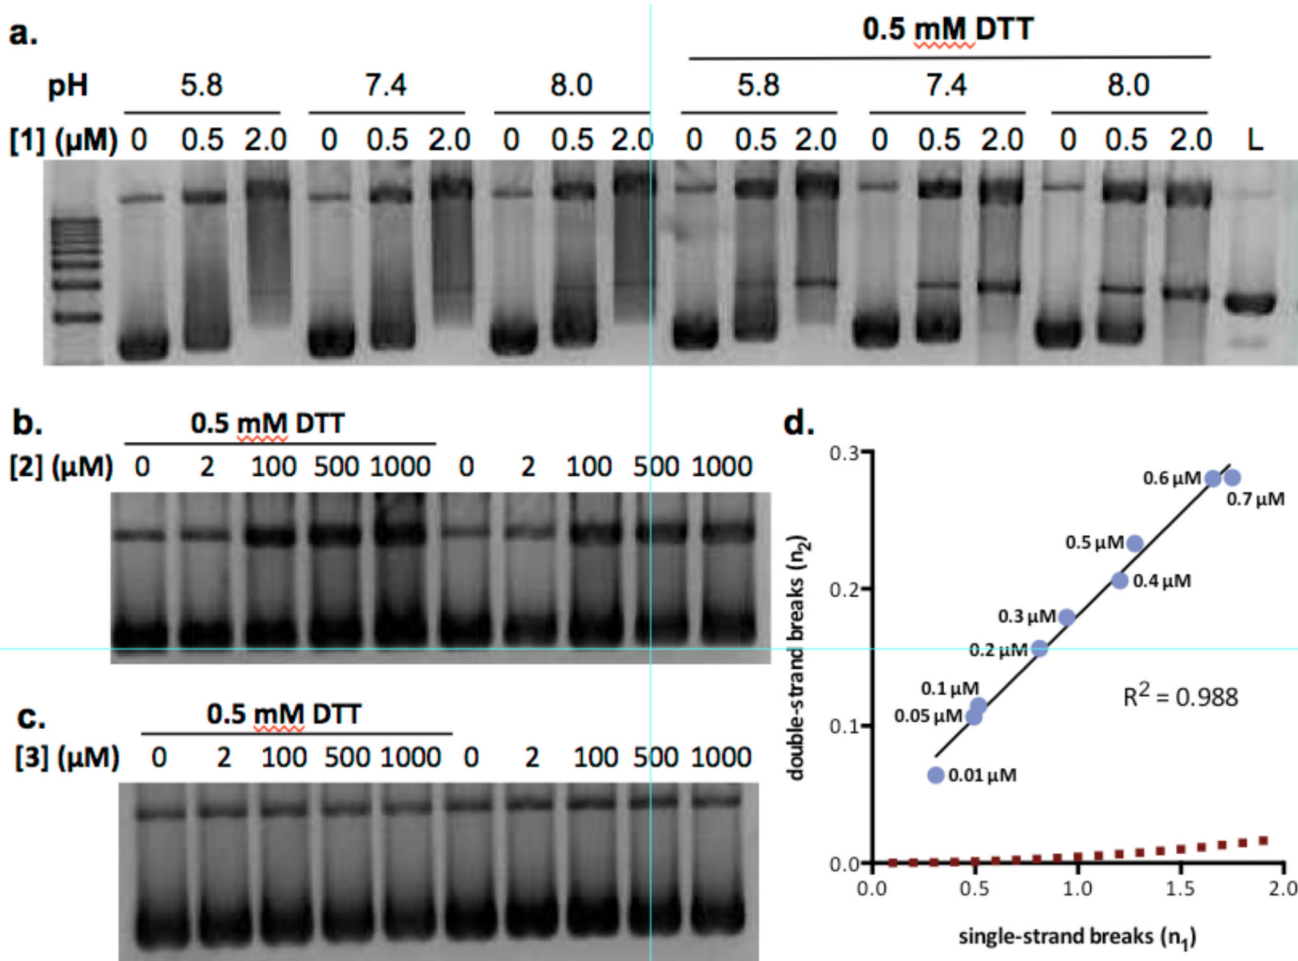 a.
0.5 mM DTT
pH 5.8 7.4 8.0 5.8 7.4 8.0
[1] (µM) 0 0.5 2.0 0 0.5 2.0 0 0.5 2.0 0 0.5 2.0 0 0.5 2.0 0 0.5 2.0 L
b.
0.5 mM DTT
[2] (µM) 0 2 100 500 1000 0 2 100 500 1000
c.
0.5 mM DTT
[3] (µM) 0 2 100 500 1000 0 2 100 500 1000
d.
double-strand breaks (n2)
0.3
0.2
0.1
0.0
0.6 µM
0.7 µM
0.5 µM
0.4 µM
0.3 µM
0.2 µM
0.1 µM
0.05 µM
0.01 µM
R2 = 0.988
0.0 0.5 1.0 1.5 2.0
single-strand breaks (n1)